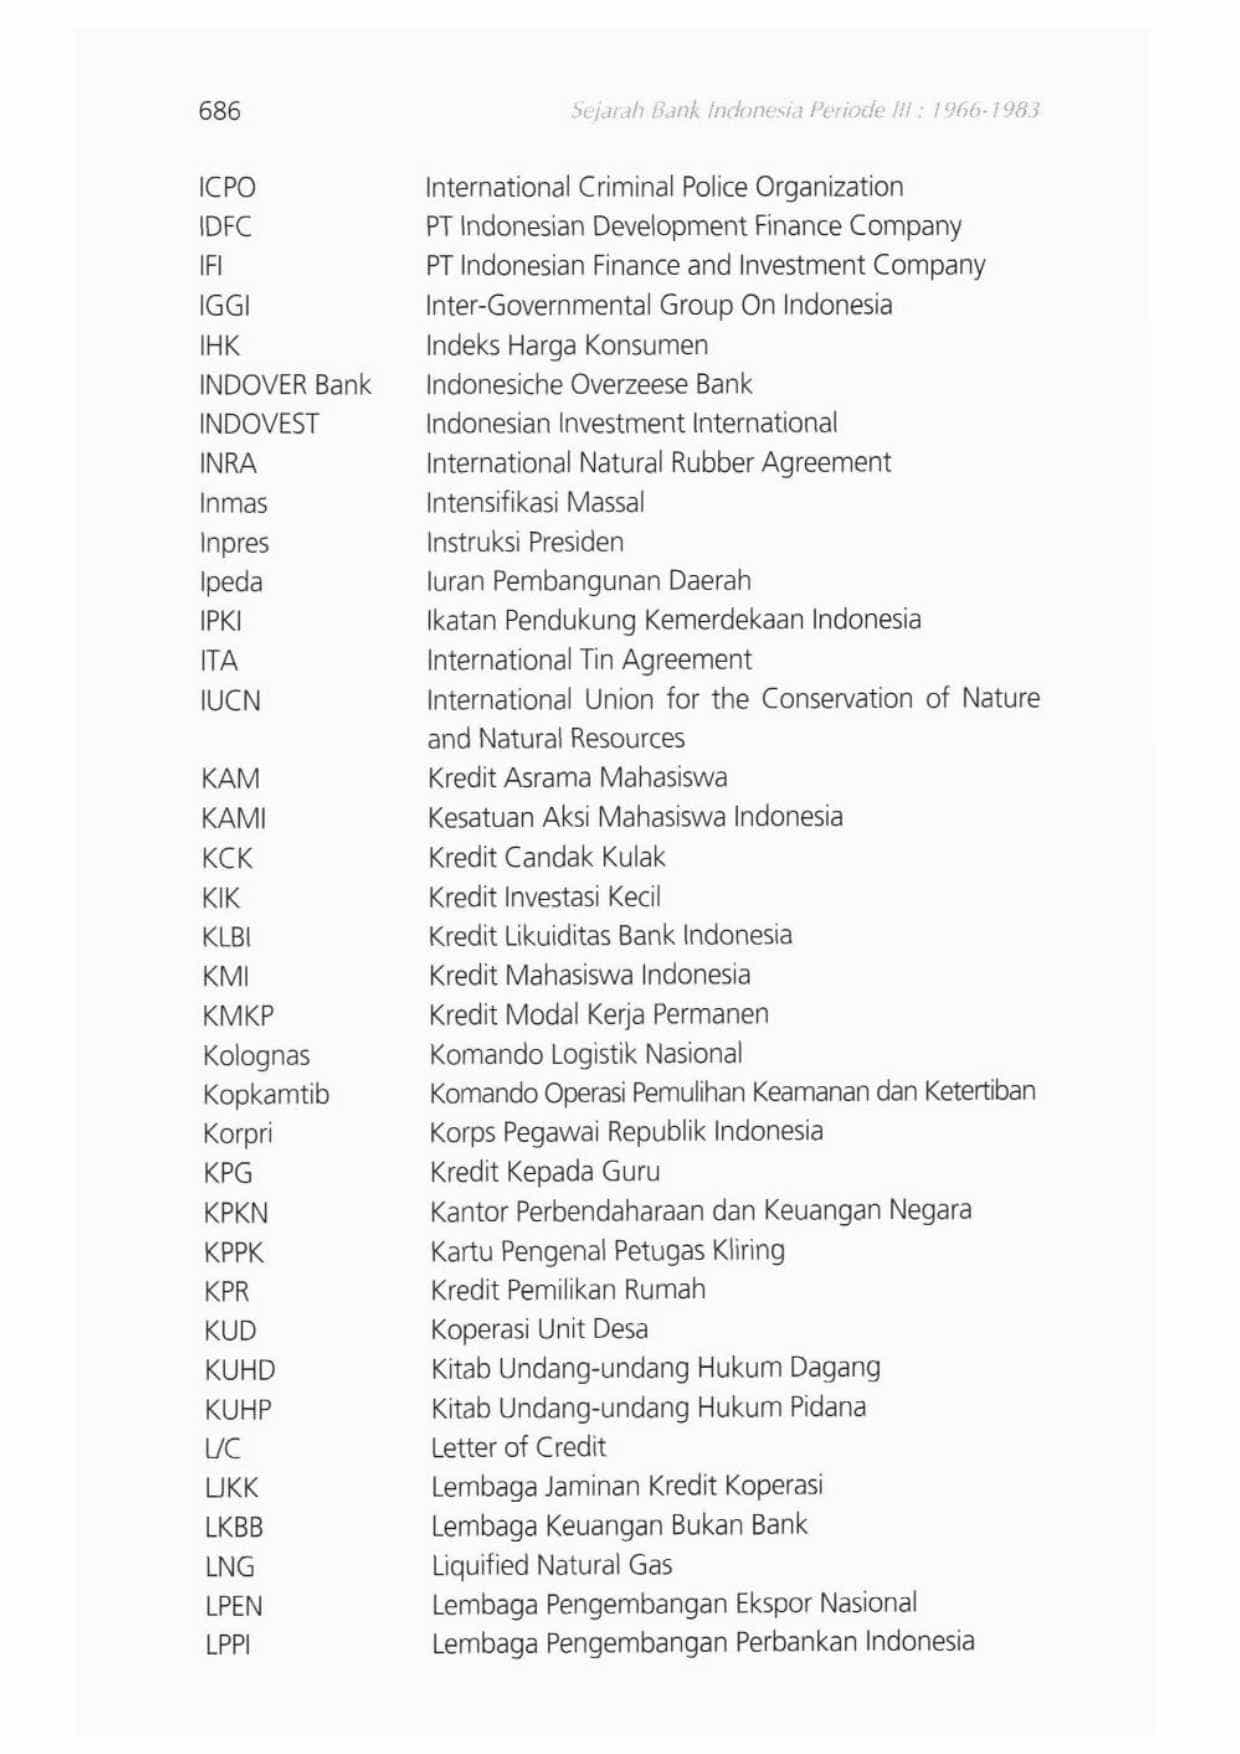 686 Sejarah Bank Indonesia Periode III : 1966-1983
ICPO International Criminal Police Organization
IDFC PT Indonesian Development Finance Company
IFI PT Indonesian Finance and Investment Company
IGGI Inter-Governmental Group On Indonesia
IHK Indeks Harga Konsumen
INDOVER Bank Indonesiche Overzeese Bank
INDOVEST Indonesian Investment International
INRA International Natural Rubber Agreement
Inmas Intensifikasi Massal
Inpres Instruksi Presiden
Ipeda Iuran Pembangunan Daerah
IPKI Ikatan Pendukung Kemerdekaan Indonesia
ITA International Tin Agreement
IUCN International Union for the Conservation of Nature
and Natural Resources
KAM Kredit Asrama Mahasiswa
KAMI Kesatuan Aksi Mahasiswa Indonesia
KCK Kredit Candak Kulak
KIK Kredit Investasi Kecil
KLBI Kredit Likuiditas Bank Indonesia
KMI Kredit Mahasiswa Indonesia
KMKP Kredit Modal Kerja Permanen
Kolognas Komando Logistik Nasional
Kopkamtib Komando Operasi Pemulihan Keamanan dan Ketertiban
Korpri Korps Pegawai Republik Indonesia
KPG Kredit Kepada Guru
KPKN Kantor Perbendaharaan dan Keuangan Negara
KPPK Kartu Pengenal Petugas Kliring
KPR Kredit Pemilikan Rumah
KUD Koperasi Unit Desa
KUHD Kitab Undang-undang Hukum Dagang
KUHP Kitab Undang-undang Hukum Pidana
L/C Letter of Credit
LJKK Lembaga Jaminan Kredit Koperasi
LKBB Lembaga Keuangan Bukan Bank
LNG Liquified Natural Gas
LPEN Lembaga Pengembangan Ekspor Nasional
LPPI Lembaga Pengembangan Perbankan Indonesia